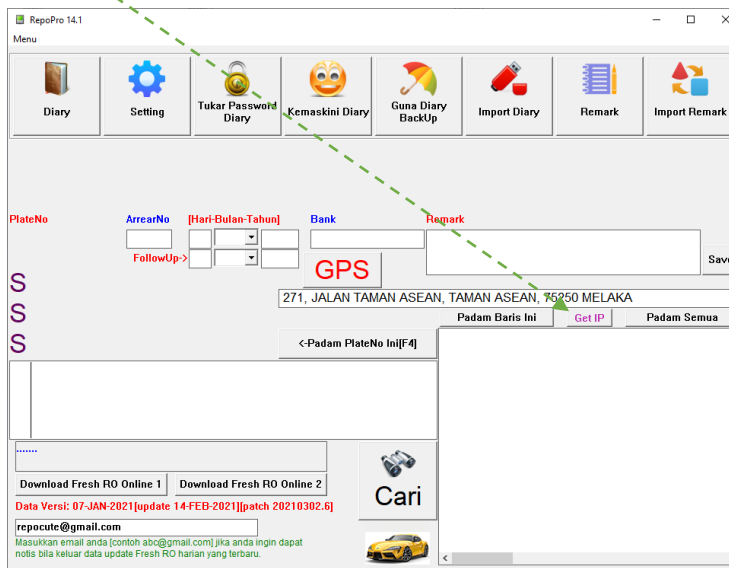 RepoPro 14.1
Menu
Diary
Setting
Tukar Password
Diary
Kemaskini Diary
Guna Diary
BackUp
Import Diary
Remark
Import Remark
PlateNo ArrearNo [Hari-Bulan-Tahun] Bank Remark
FollowUp->
GPS
Save
S
S
S
271, JALAN TAMAN ASEAN, TAMAN ASEAN, 75250 MELAKA
Padam Baris Ini Get IP Padam Semua
<-Padam PlateNo Ini[F4]
.......
Download Fresh RO Online 1 Download Fresh RO Online 2
Cari
Data Versi: 07-JAN-2021[update 14-FEB-2021][patch 20210302.6]
repocute@gmail.com
Masukkan email anda [contoh abc@gmail.com] jika anda ingin dapat
notis bila keluar data update Fresh RO harian yang terbaru.